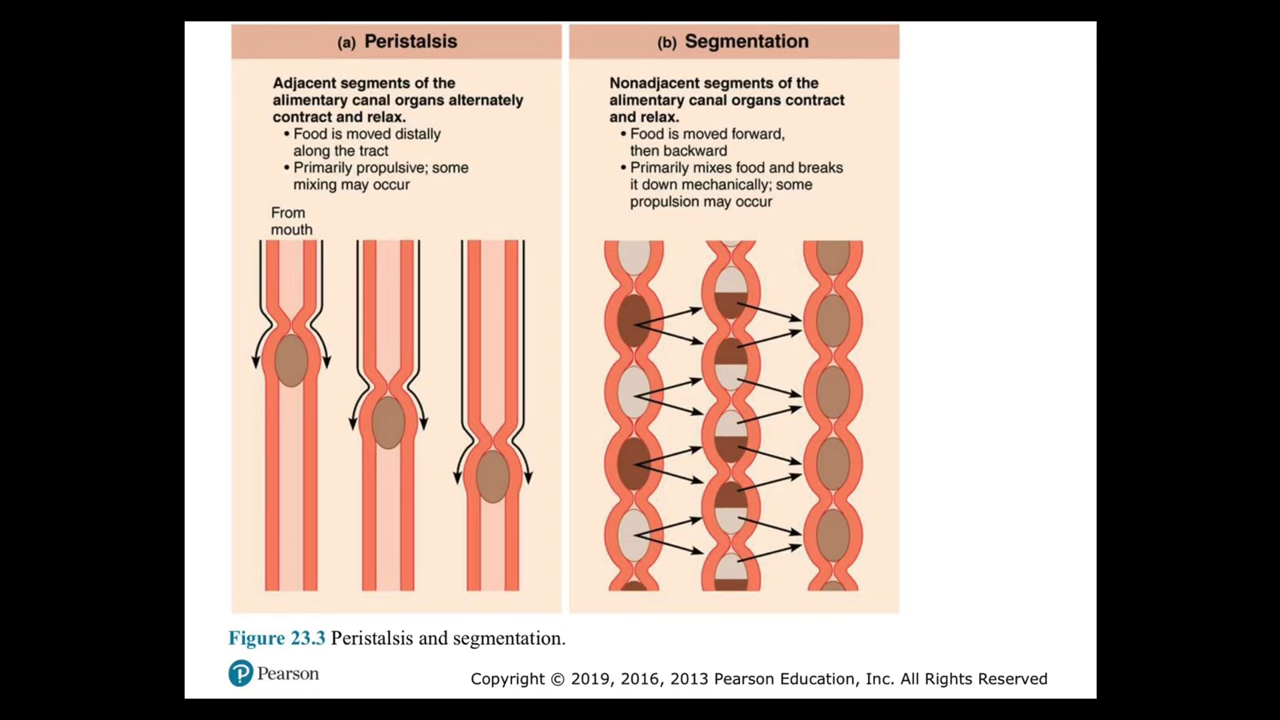 (a) Peristalsis
Adjacent segments of the
alimentary canal organs alternately
contract and relax.
• Food is moved distally
along the tract
• Primarily propulsive; some
mixing may occur
From
mouth
(b) Segmentation
Nonadjacent segments of the
alimentary canal organs contract
and relax.
• Food is moved forward,
then backward
• Primarily mixes food and breaks
it down mechanically; some
propulsion may occur
Figure 23.3 Peristalsis and segmentation.
P Pearson
Copyright © 2019, 2016, 2013 Pearson Education, Inc. All Rights Reserved